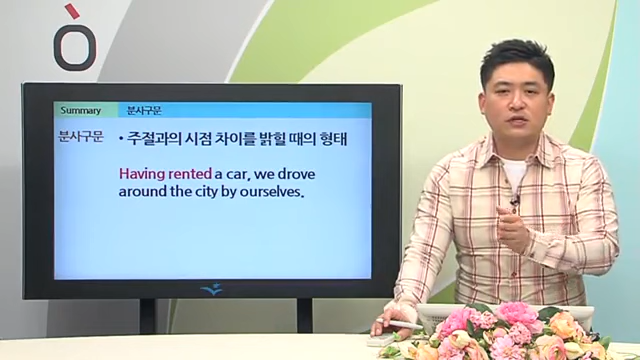 Summary 분사구문
분사구문 • 주절과의 시점 차이를 밝힐 때의 형태
Having rented a car, we drove
around the city by ourselves.